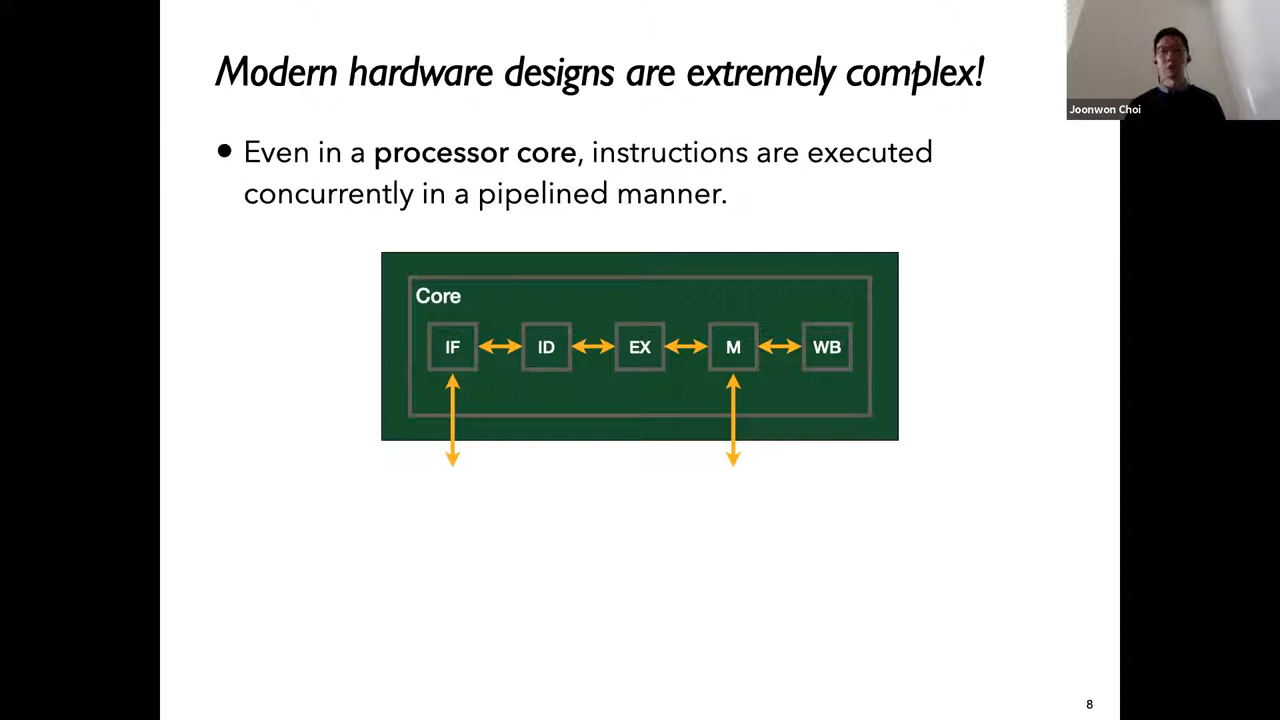 Modern hardware designs are extremely complex!
Joonwon Choi
• Even in a processor core, instructions are executed
concurrently in a pipelined manner.
Core
IF ID EX M WB
8